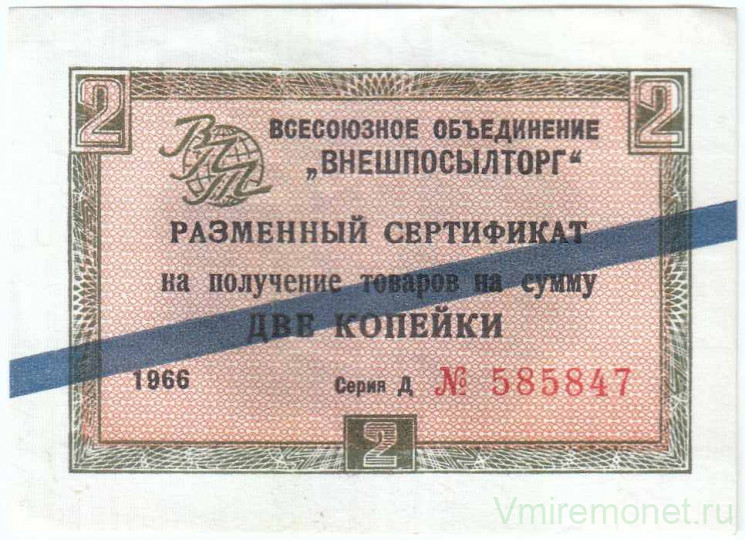 2 2
ВПТ
ВСЕСОЮЗНОЕ ОБЪЕДИНЕНИЕ
„ВНЕШПОСЫЛТОРГ“
РАЗМЕННЫЙ СЕРТИФИКАТ
на получение товаров на сумму
ДВЕ КОПЕЙКИ
1966 Серия Д № 585847
2
Vmiremonet.ru